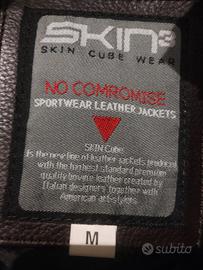 SKIN3
SKIN CUBE WEAR
NO COMPROMISE
SPORTWEAR LEATHER JACKETS
SKIN Cube:
Is the new line of leather jackets produced
with the highest standard premium
quality bovine leather created by
Italian designers together with
American art-stylers.
M
subito